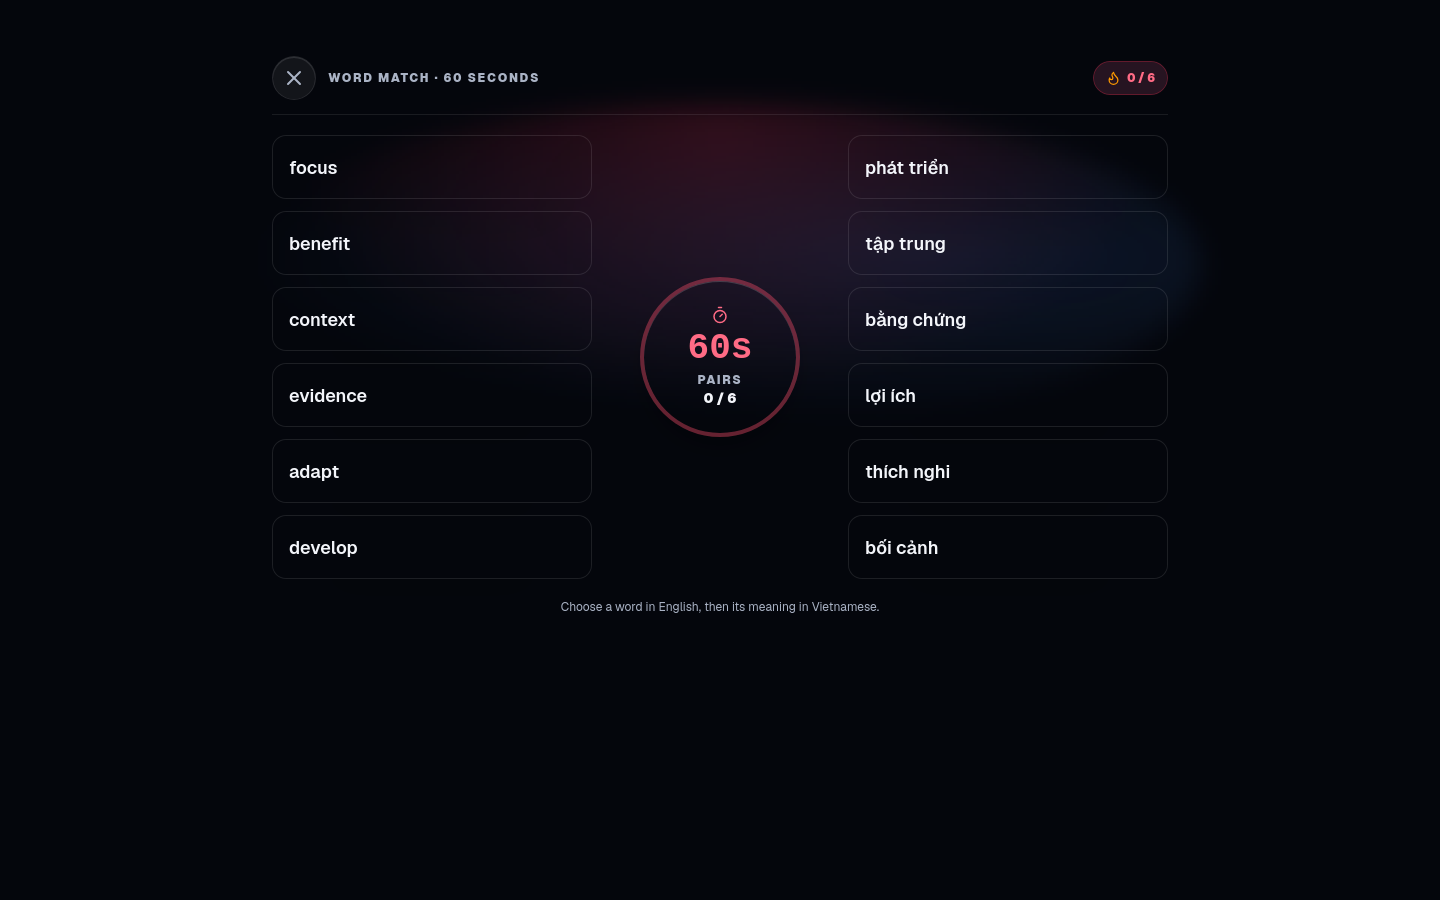 WORD MATCH · 60 SECONDS
0/6
focus
phát triển
benefit
tập trung
context
bằng chứng
60s
PAIRS
0/6
evidence
lợi ích
adapt
thích nghi
develop
bối cảnh
Choose a word in English, then its meaning in Vietnamese.